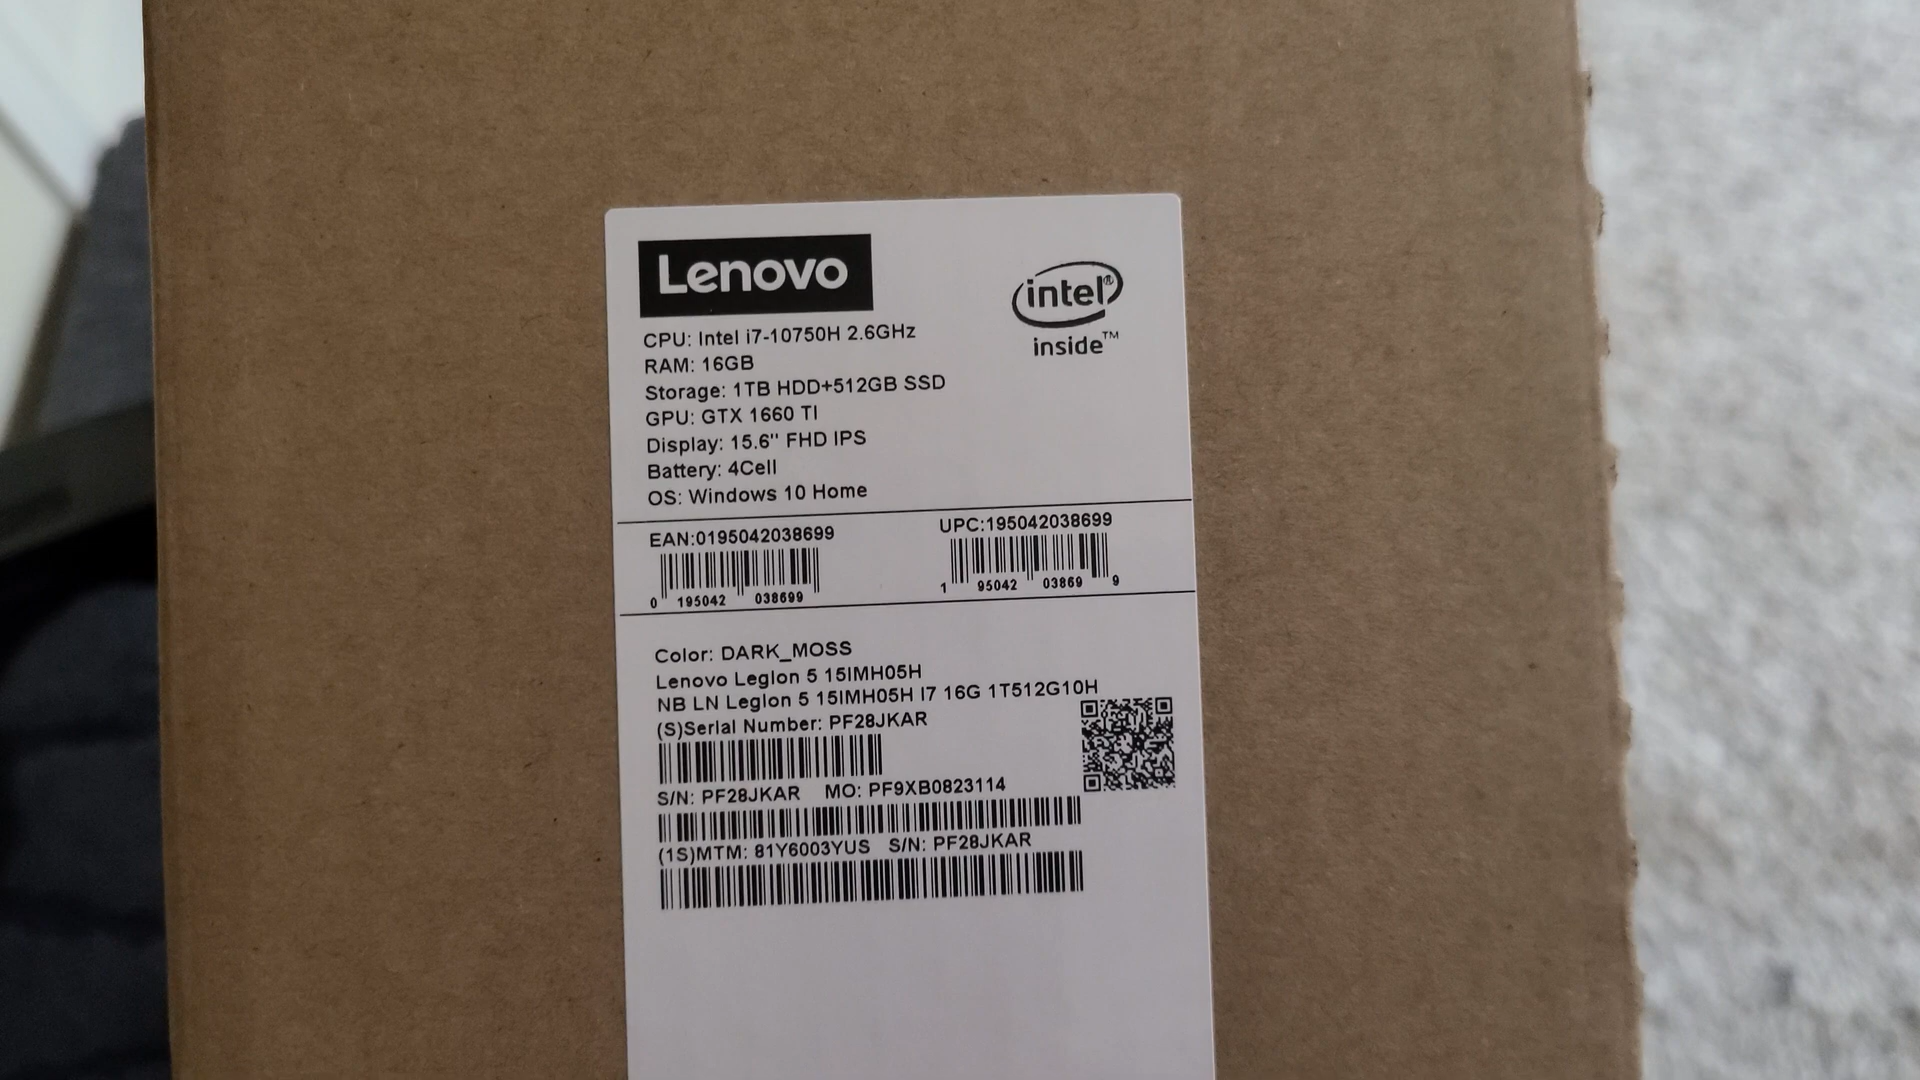 Lenovo
intel®
inside™
CPU: Intel i7-10750H 2.6GHz
RAM: 16GB
Storage: 1TB HDD+512GB SSD
GPU: GTX 1660 TI
Display: 15.6" FHD IPS
Battery: 4Cell
OS: Windows 10 Home
EAN:0195042038699
UPC:195042038699
0 195042 038699
1 95042 03869 9
Color: DARK_MOSS
Lenovo Legion 5 15IMH05H
NB LN Legion 5 15IMH05H I7 16G 1T512G10H
(S)Serial Number: PF28JKAR
S/N: PF28JKAR MO: PF9XB0823114
(1S)MTM: 81Y6003YUS S/N: PF28JKAR